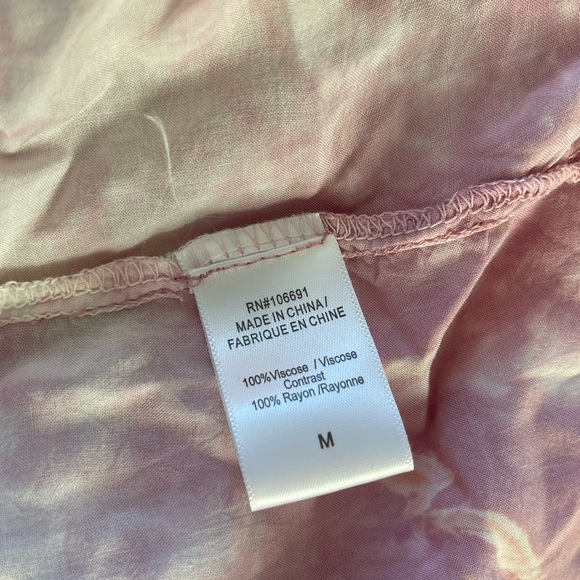 RN#106691
MADE IN CHINA/
FABRIQUE EN CHINE
100%Viscose /Viscose
Contrast
100% Rayon /Rayonne
M